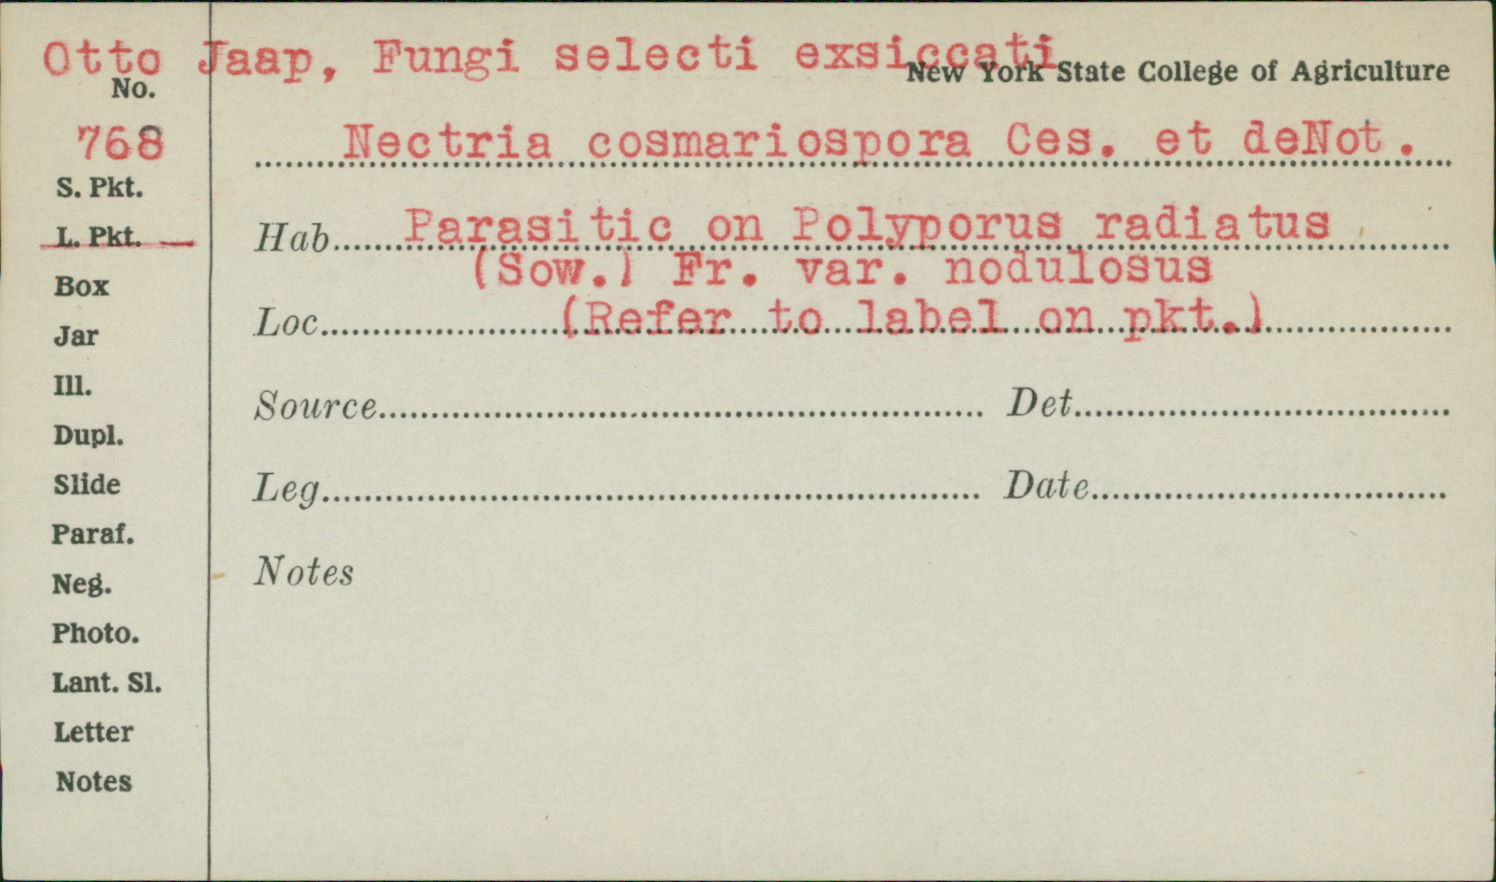 Otto Jaap, Fungi selecti exsiccati
New York State College of Agriculture
No.
768
Nectria cosmariospora Ces. et deNot.
S. Pkt.
L. Pkt.
Hab. Parasitic on Polyporus radiatus
(Sow.) Fr. var. nodulosus
Box
Loc. (Refer to label on pkt.)
Jar
Ill.
Source Det.
Dupl.
Slide
Leg. Date
Paraf.
Notes
Neg.
Photo.
Lant. Sl.
Letter
Notes